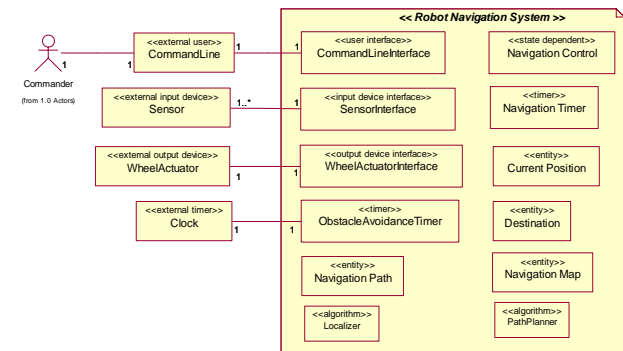 << Robot Navigation System >>
<<external user>>
CommandLine
1
1
<<user interface>>
CommandLineInterface
<<state dependent>>
Navigation Control
1
1
Commander
(from 1.0 Actors)
<<external input device>>
Sensor
1..*
1
<<input device interface>>
SensorInterface
<<timer>>
Navigation Timer
<<external output device>>
WheelActuator
1
1
<<output device interface>>
WheelActuatorInterface
<<entity>>
Current Position
<<external timer>>
Clock
1
1
<<timer>>
ObstacleAvoidanceTimer
<<entity>>
Destination
<<entity>>
Navigation Path
<<entity>>
Navigation Map
<<algorithm>>
Localizer
<<algorithm>>
PathPlanner